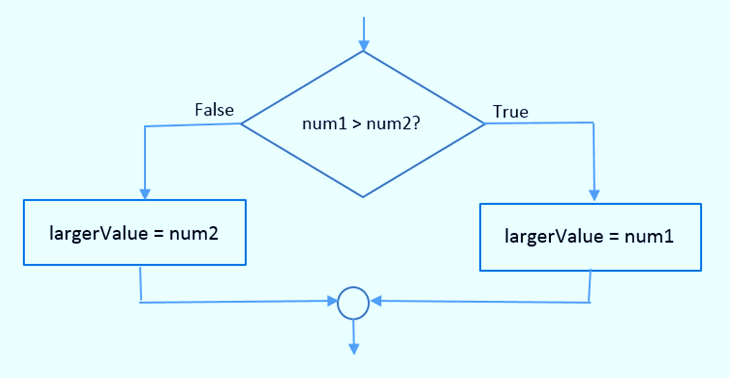 num1 > num2?
False
True
largerValue = num2
largerValue = num1